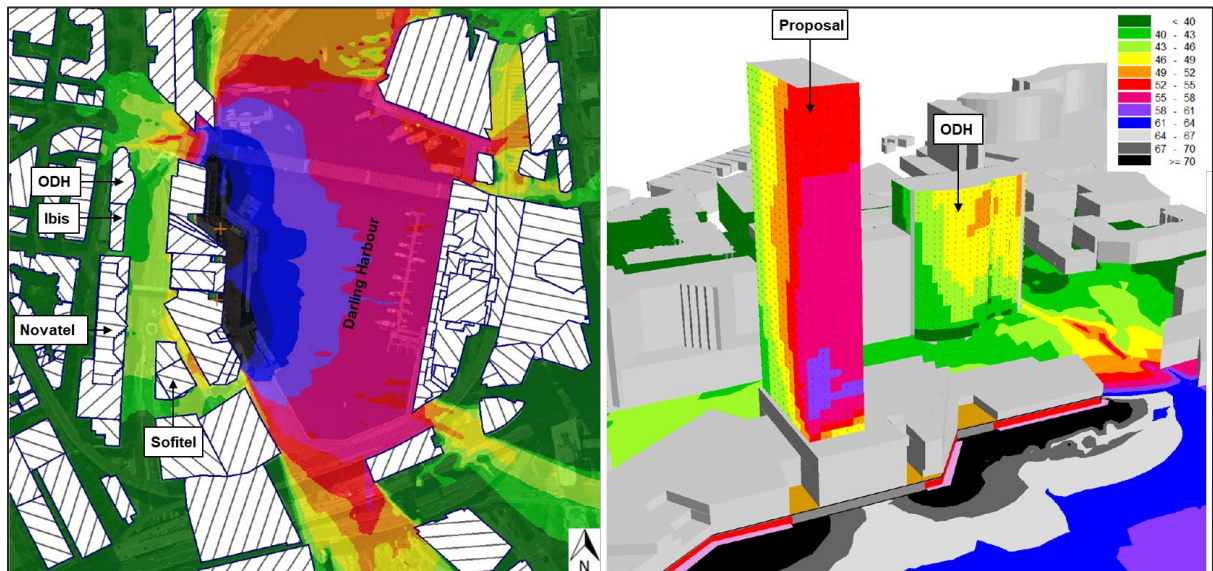 ODH
Ibis
Novatel
Sofitel
Darling Harbour
N
Proposal
ODH
< 40
40 - 43
43 - 46
46 - 49
49 - 52
52 - 55
55 - 58
58 - 61
61 - 64
64 - 67
67 - 70
>= 70